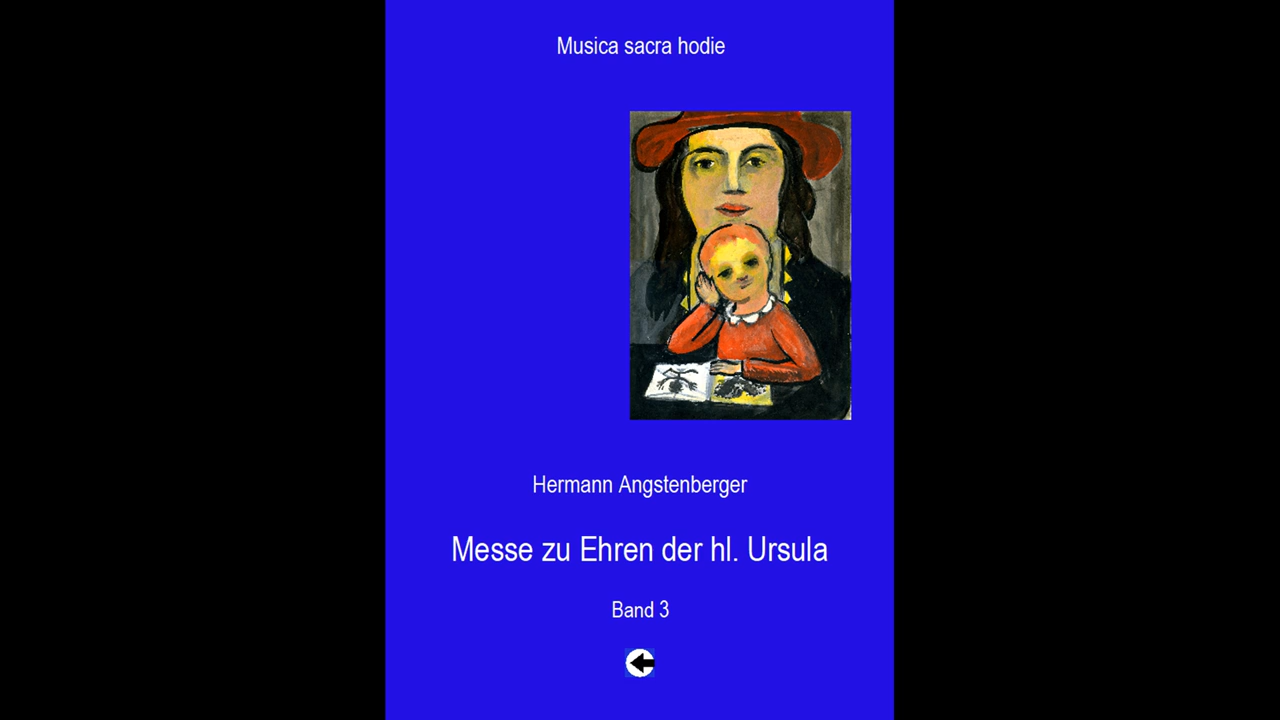 Musica sacra hodie
Hermann Angstenberger
Messe zu Ehren der hl. Ursula
Band 3